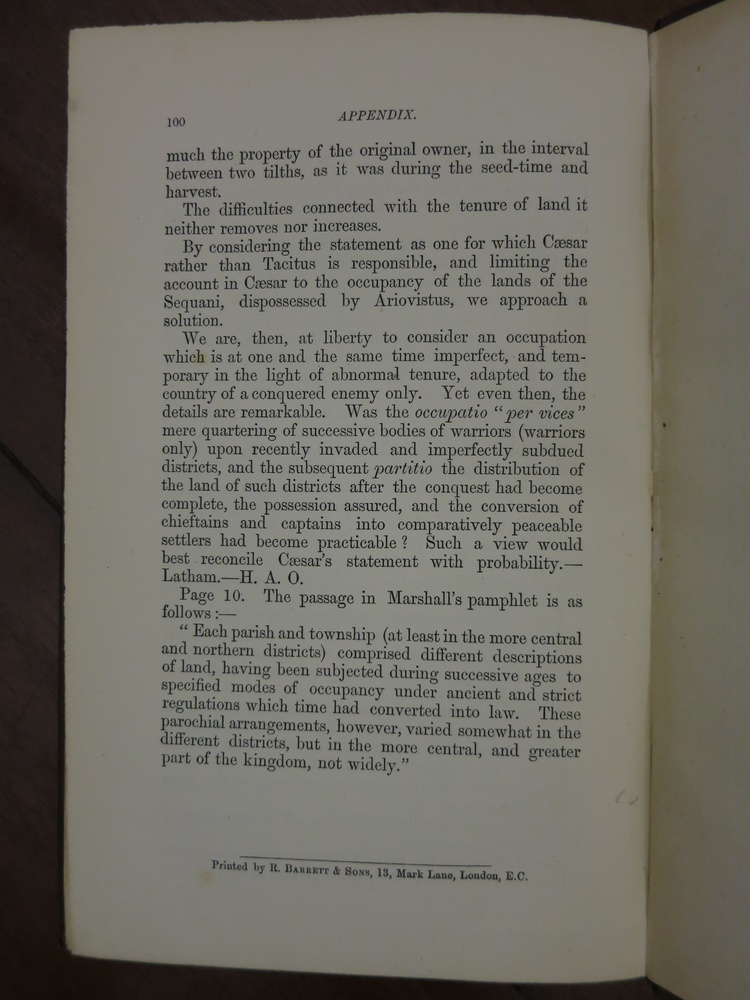 100
APPENDIX.
much the property of the original owner, in the interval
between two tilths, as it was during the seed-time and
harvest.
The difficulties connected with the tenure of land it
neither removes nor increases.
By considering the statement as one for which Cæsar
rather than Tacitus is responsible, and limiting the
account in Cæsar to the occupancy of the lands of the
Sequani, dispossessed by Ariovistus, we approach a
solution.
We are, then, at liberty to consider an occupation
which is at one and the same time imperfect, and tem-
porary in the light of abnormal tenure, adapted to the
country of a conquered enemy only. Yet even then, the
details are remarkable. Was the occupatio “per vices”
mere quartering of successive bodies of warriors (warriors
only) upon recently invaded and imperfectly subdued
districts, and the subsequent partitio the distribution of
the land of such districts after the conquest had become
complete, the possession assured, and the conversion of
chieftains and captains into comparatively peaceable
settlers had become practicable? Such a view would
best reconcile Cæsar's statement with probability.—
Latham.—H. A. O.
Page 10. The passage in Marshall's pamphlet is as
follows:—
“Each parish and township (at least in the more central
and northern districts) comprised different descriptions
of land, having been subjected during successive ages to
specified modes of occupancy under ancient and strict
regulations which time had converted into law. These
parochial arrangements, however, varied somewhat in the
different districts, but in the more central, and greater
part of the kingdom, not widely.”
Printed by R. BARRETT & SONS, 13, Mark Lane, London, E.C.